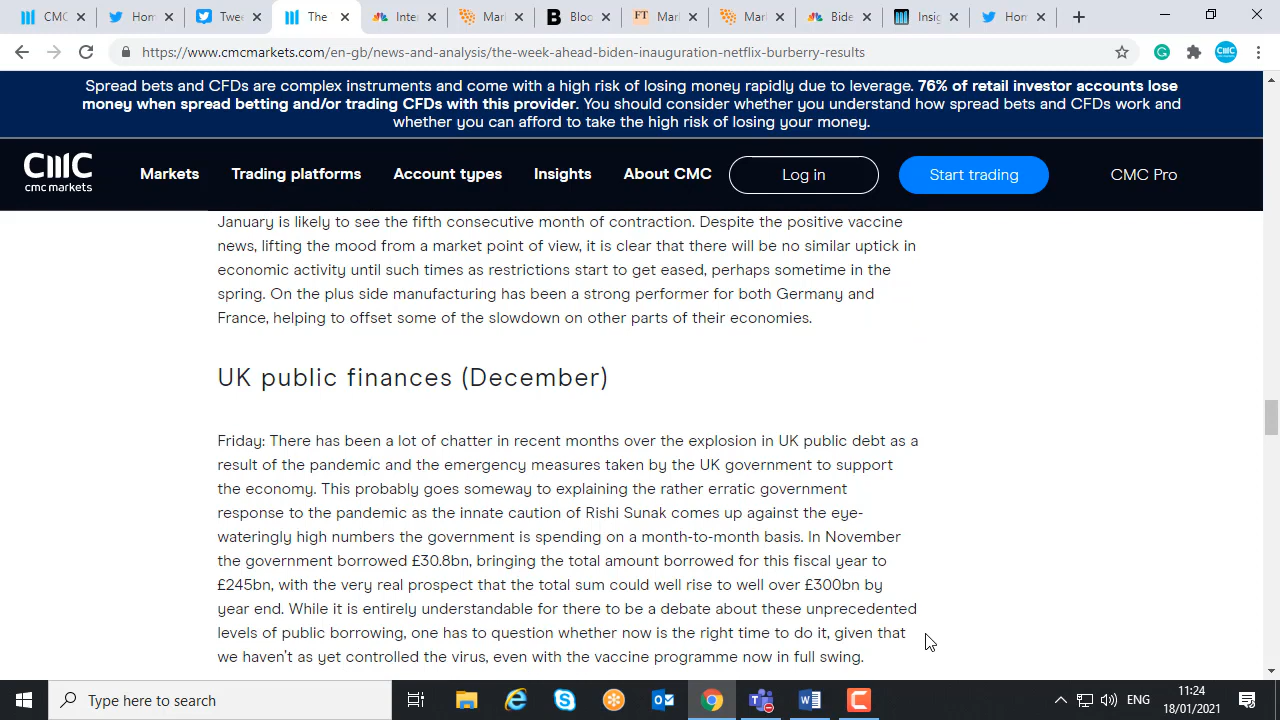 CMC
Hom
Twee
The
Inte
Mark
Bloo
FT
Mark
Mark
Bide
Insig
Hom
https://www.cmcmarkets.com/en-gb/news-and-analysis/the-week-ahead-biden-inauguration-netflix-burberry-results
Spread bets and CFDs are complex instruments and come with a high risk of losing money rapidly due to leverage. 76% of retail investor accounts lose
money when spread betting and/or trading CFDs with this provider. You should consider whether you understand how spread bets and CFDs work and
whether you can afford to take the high risk of losing your money.
cmc markets
Markets
Trading platforms
Account types
Insights
About CMC
Log in
Start trading
CMC Pro
January is likely to see the fifth consecutive month of contraction. Despite the positive vaccine
news, lifting the mood from a market point of view, it is clear that there will be no similar uptick in
economic activity until such times as restrictions start to get eased, perhaps sometime in the
spring. On the plus side manufacturing has been a strong performer for both Germany and
France, helping to offset some of the slowdown on other parts of their economies.
UK public finances (December)
Friday: There has been a lot of chatter in recent months over the explosion in UK public debt as a
result of the pandemic and the emergency measures taken by the UK government to support
the economy. This probably goes someway to explaining the rather erratic government
response to the pandemic as the innate caution of Rishi Sunak comes up against the eye-
wateringly high numbers the government is spending on a month-to-month basis. In November
the government borrowed £30.8bn, bringing the total amount borrowed for this fiscal year to
£245bn, with the very real prospect that the total sum could well rise to well over £300bn by
year end. While it is entirely understandable for there to be a debate about these unprecedented
levels of public borrowing, one has to question whether now is the right time to do it, given that
we haven't as yet controlled the virus, even with the vaccine programme now in full swing.
Type here to search
ENG
11:24
18/01/2021